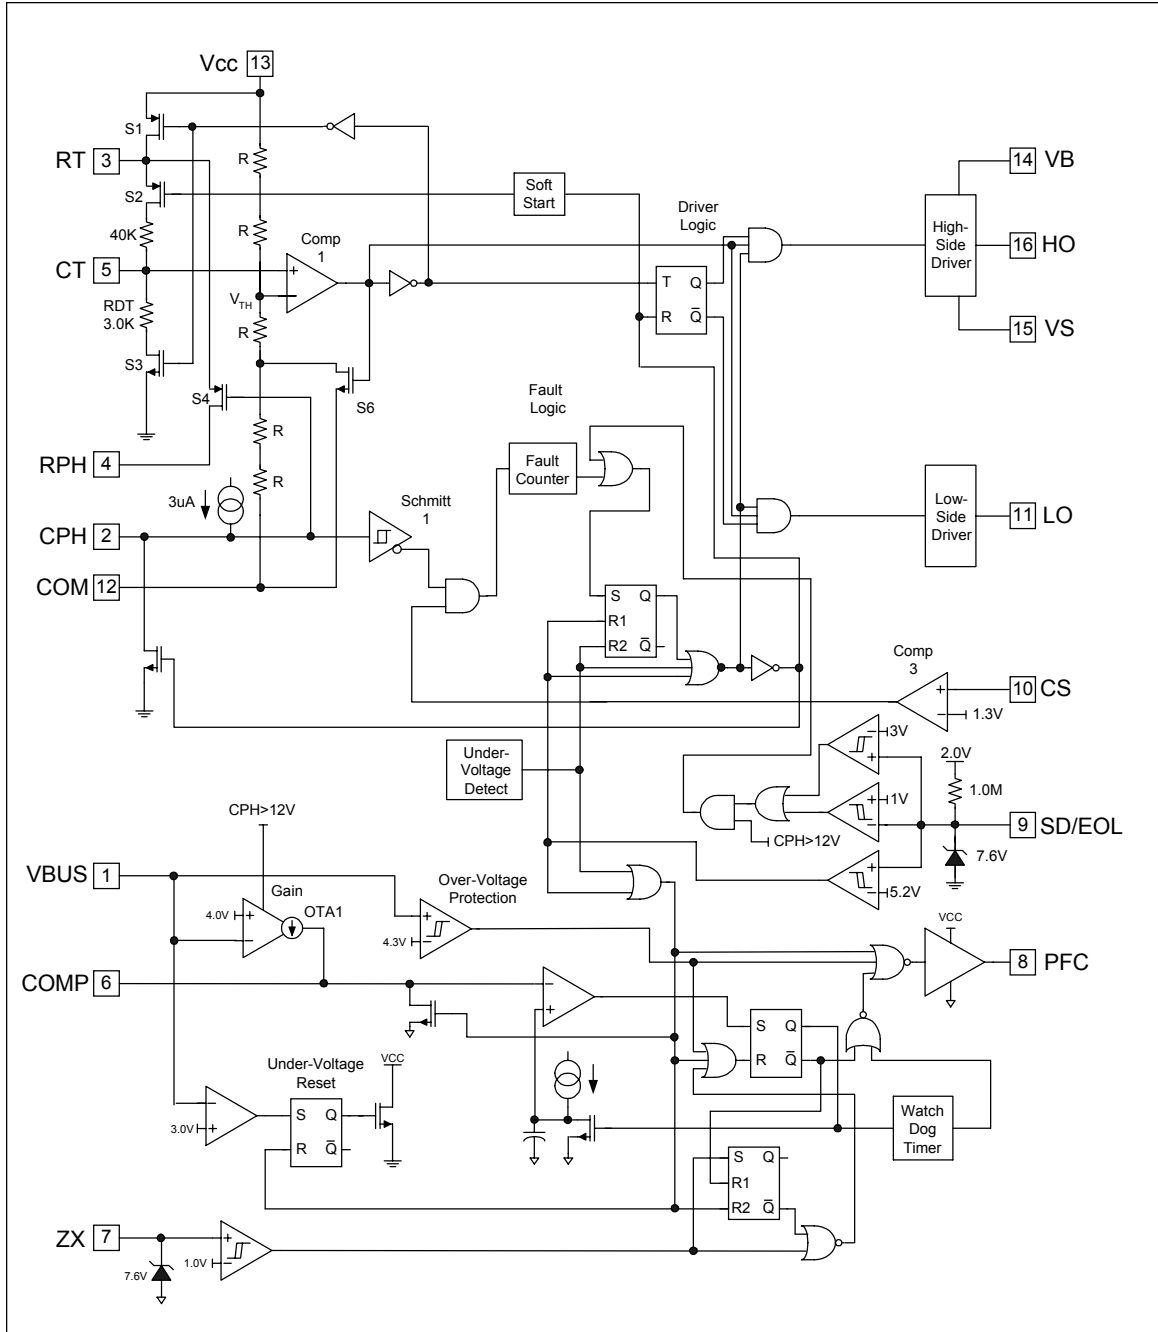 Vcc 13
S1
R
RT 3
14 VB
S2
Soft
Start
Driver
Logic
High-
Side
Driver
40K
R
Comp
1
16 HO
CT 5
+
T Q
VTH
−
R Q̅
RDT
3.0K
R
15 VS
S3
S4
S6
Fault
Logic
R
RPH 4
Fault
Counter
R
3uA
Schmitt
1
Low-
Side
Driver
11 LO
CPH 2
COM 12
S Q
R1
R2 Q̅
Comp
3
+
10 CS
−
1.3V
3V
−
+
Under-
Voltage
Detect
2.0V
1.0M
+
1V
−
9 SD/EOL
CPH>12V
CPH>12V
7.6V
VBUS 1
Gain
Over-Voltage
Protection
+
−
5.2V
4.0V
+
OTA1
−
+
4.3V
−
VCC
COMP 6
8 PFC
−
+
S Q
R Q̅
Under-Voltage
Reset
VCC
−
3.0V
+
S Q
R Q̅
Watch
Dog
Timer
S Q
R1
R2 Q̅
ZX 7
+
1.0V
−
7.6V